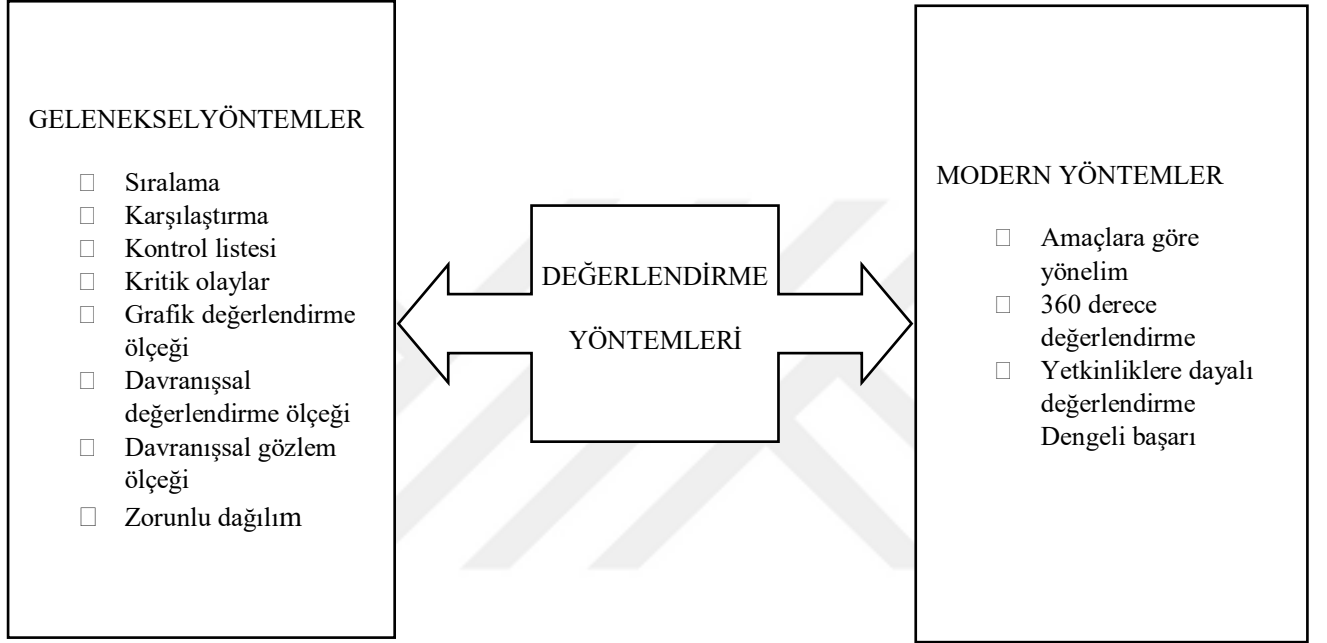 GELENEKSELYÖNTEMLER
□ Sıralama
□ Karşılaştırma
□ Kontrol listesi
□ Kritik olaylar
□ Grafik değerlendirme
ölçeği
□ Davranışsal
değerlendirme ölçeği
□ Davranışsal gözlem
ölçeği
□ Zorunlu dağılım
DEĞERLENDİRME
YÖNTEMLERİ
MODERN YÖNTEMLER
□ Amaçlara göre
yönelim
□ 360 derece
değerlendirme
□ Yetkinliklere dayalı
değerlendirme
Dengeli başarı